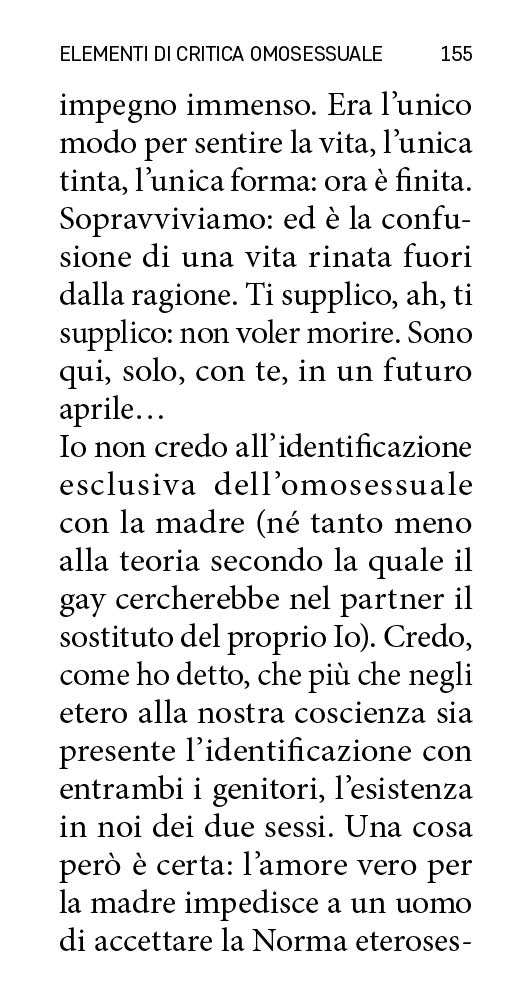 ELEMENTI DI CRITICA OMOSESSUALE 155
impegno immenso. Era l’unico
modo per sentire la vita, l’unica
tinta, l’unica forma: ora è finita.
Sopravviviamo: ed è la confu-
sione di una vita rinata fuori
dalla ragione. Ti supplico, ah, ti
supplico: non voler morire. Sono
qui, solo, con te, in un futuro
aprile…
Io non credo all’identificazione
esclusiva dell’omosessuale
con la madre (né tanto meno
alla teoria secondo la quale il
gay cercherebbe nel partner il
sostituto del proprio Io). Credo,
come ho detto, che più che negli
etero alla nostra coscienza sia
presente l’identificazione con
entrambi i genitori, l’esistenza
in noi dei due sessi. Una cosa
però è certa: l’amore vero per
la madre impedisce a un uomo
di accettare la Norma eteroses-